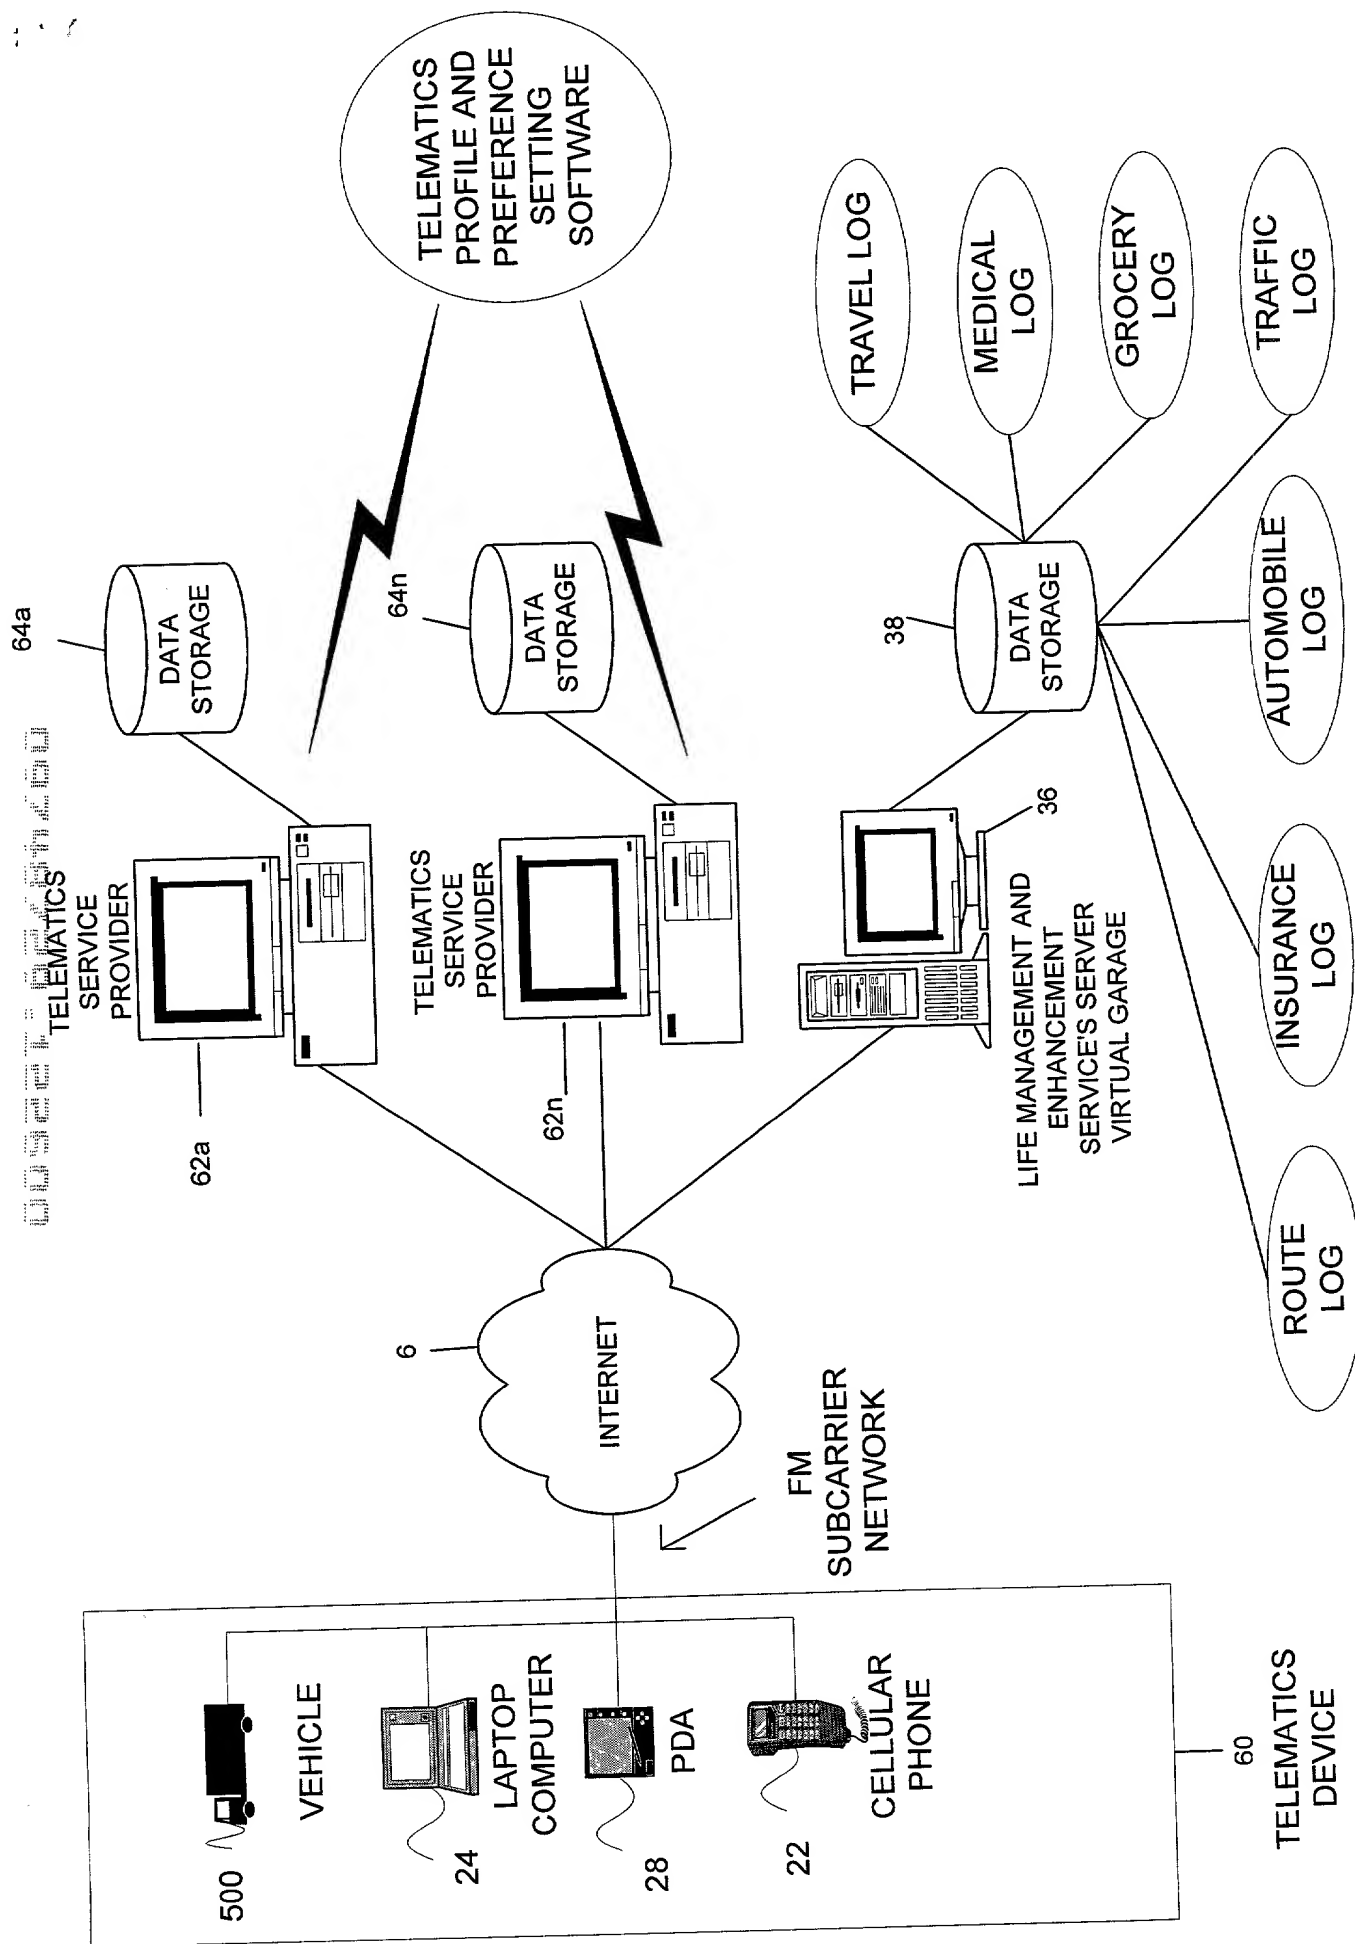 64a
DATA
STORAGE
TELEMATICS
SERVICE
PROVIDER
62a
TELEMATICS
PROFILE AND
PREFERENCE
SETTING
SOFTWARE
64n
DATA
STORAGE
TELEMATICS
SERVICE
PROVIDER
62n
6
INTERNET
FM
SUBCARRIER
NETWORK
500
VEHICLE
24
LAPTOP
COMPUTER
28
PDA
22
CELLULAR
PHONE
60
TELEMATICS
DEVICE
36
LIFE MANAGEMENT AND
ENHANCEMENT
SERVICE'S SERVER
VIRTUAL GARAGE
38
DATA
STORAGE
TRAVEL LOG
MEDICAL
LOG
GROCERY
LOG
TRAFFIC
LOG
AUTOMOBILE
LOG
INSURANCE
LOG
ROUTE
LOG